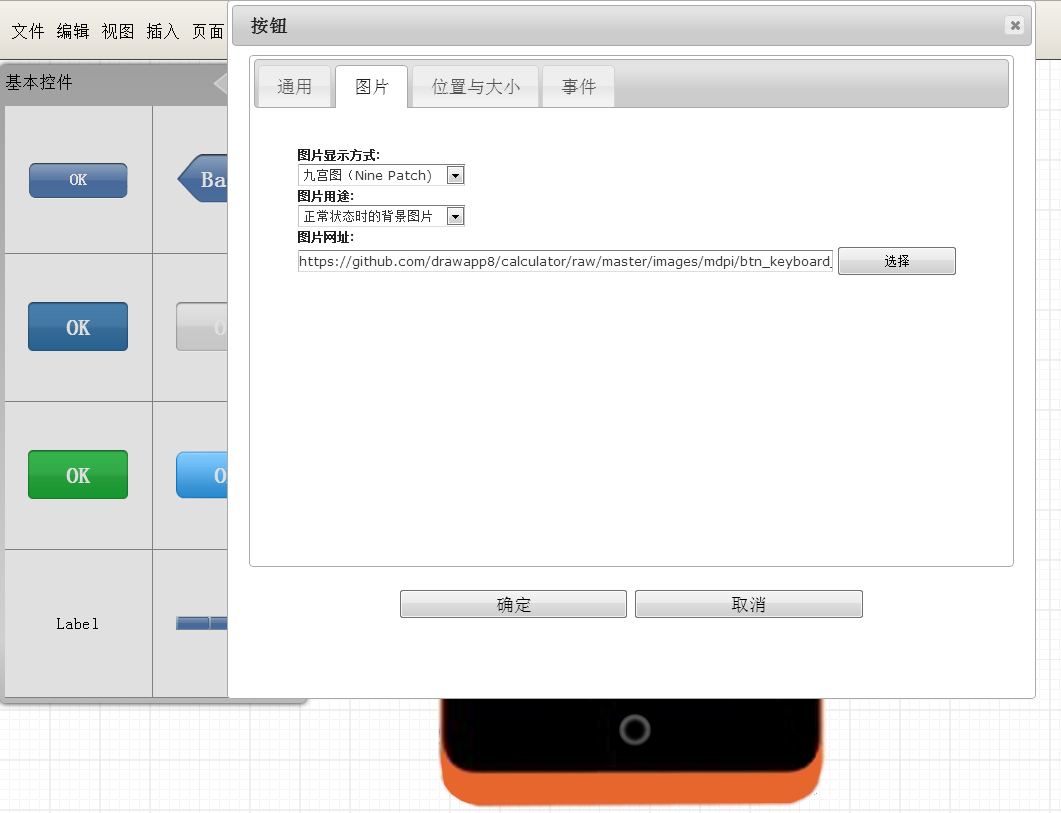 文件 编辑 视图 插入 页面
基本控件
OK
Ba
OK
OK
Label
按钮
通用 图片 位置与大小 事件
图片显示方式:
九宫图（Nine Patch）
图片用途:
正常状态时的背景图片
图片网址:
https://github.com/drawapp8/calculator/raw/master/images/mdpi/btn_keyboard_
选择
确定 取消